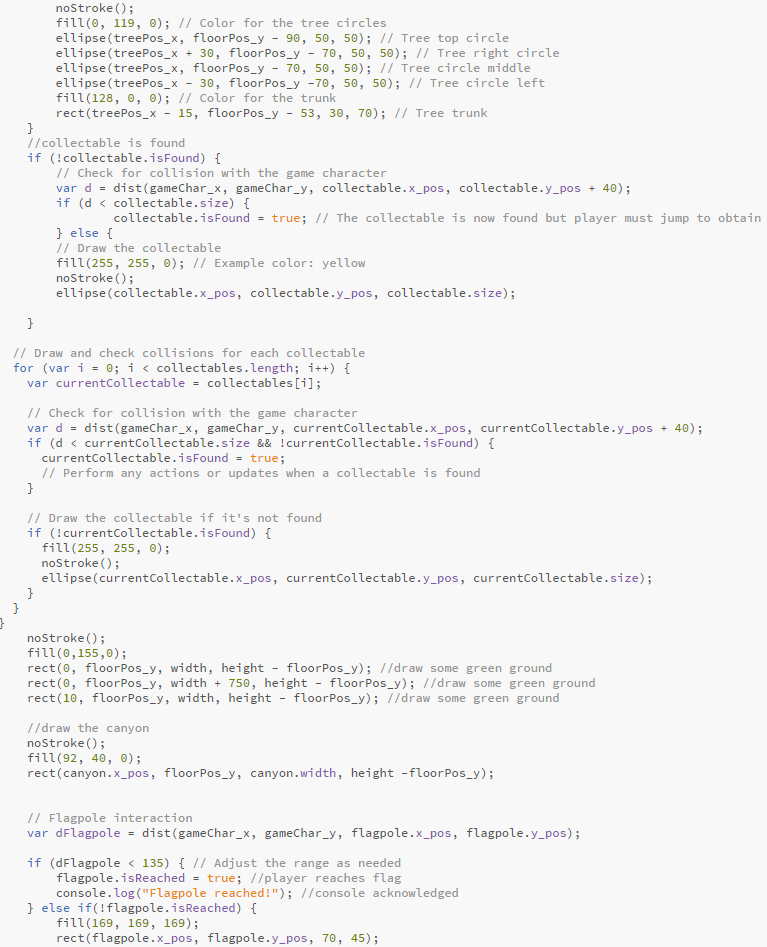 noStroke();
fill(0, 119, 0); // Color for the tree circles
ellipse(treePos_x, floorPos_y - 90, 50, 50); // Tree top circle
ellipse(treePos_x + 30, floorPos_y - 70, 50, 50); // Tree right circle
ellipse(treePos_x, floorPos_y - 70, 50, 50); // Tree circle middle
ellipse(treePos_x - 30, floorPos_y -70, 50, 50); // Tree circle left
fill(128, 0, 0); // Color for the trunk
rect(treePos_x - 15, floorPos_y - 53, 30, 70); // Tree trunk
}
//collectable is found
if (!collectable.isFound) {
// Check for collision with the game character
var d = dist(gameChar_x, gameChar_y, collectable.x_pos, collectable.y_pos + 40);
if (d < collectable.size) {
collectable.isFound = true; // The collectable is now found but player must jump to obtain
} else {
// Draw the collectable
fill(255, 255, 0); // Example color: yellow
noStroke();
ellipse(collectable.x_pos, collectable.y_pos, collectable.size);
}
// Draw and check collisions for each collectable
for (var i = 0; i < collectables.length; i++) {
var currentCollectable = collectables[i];
// Check for collision with the game character
var d = dist(gameChar_x, gameChar_y, currentCollectable.x_pos, currentCollectable.y_pos + 40);
if (d < currentCollectable.size && !currentCollectable.isFound) {
currentCollectable.isFound = true;
// Perform any actions or updates when a collectable is found
}
// Draw the collectable if it's not found
if (!currentCollectable.isFound) {
fill(255, 255, 0);
noStroke();
ellipse(currentCollectable.x_pos, currentCollectable.y_pos, currentCollectable.size);
}
}
}
noStroke();
fill(0,155,0);
rect(0, floorPos_y, width, height - floorPos_y); //draw some green ground
rect(0, floorPos_y, width + 750, height - floorPos_y); //draw some green ground
rect(10, floorPos_y, width, height - floorPos_y); //draw some green ground
//draw the canyon
noStroke();
fill(92, 40, 0);
rect(canyon.x_pos, floorPos_y, canyon.width, height -floorPos_y);
// Flagpole interaction
var dFlagpole = dist(gameChar_x, gameChar_y, flagpole.x_pos, flagpole.y_pos);
if (dFlagpole < 135) { // Adjust the range as needed
flagpole.isReached = true; //player reaches flag
console.log("Flagpole reached!"); //console acknowledged
} else if(!flagpole.isReached) {
fill(169, 169, 169);
rect(flagpole.x_pos, flagpole.y_pos, 70, 45);